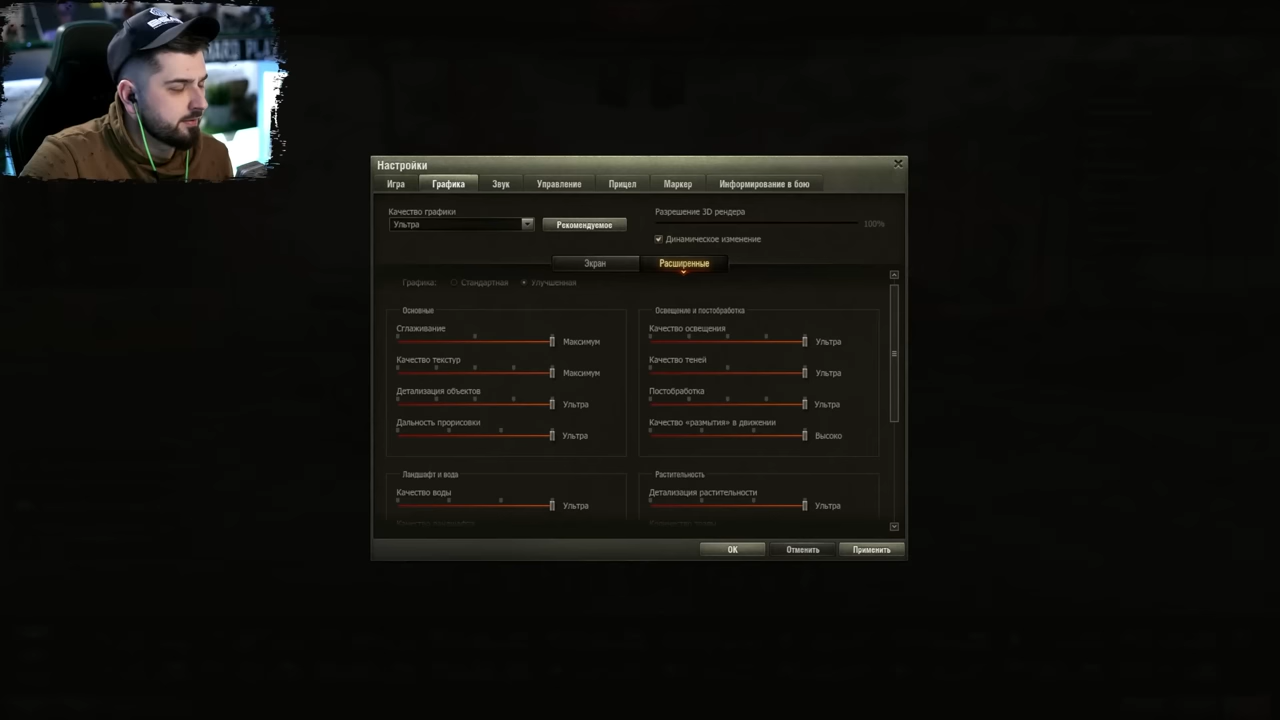 HARD PLA
Настройки
Игра Графика Звук Управление Прицел Маркер Информирование в бою
Качество графики
Ультра
Рекомендуемое
Разрешение 3D рендера
100%
Динамическое изменение
Экран Расширенные
Графика: Стандартная Улучшенная
Основные
Сглаживание
Максимум
Качество текстур
Максимум
Детализация объектов
Ультра
Дальность прорисовки
Ультра
Освещение и постобработка
Качество освещения
Ультра
Качество теней
Ультра
Постобработка
Ультра
Качество «размытия» в движении
Высоко
Ландшафт и вода
Качество воды
Ультра
Растительность
Детализация растительности
Ультра
OK Отменить Применить